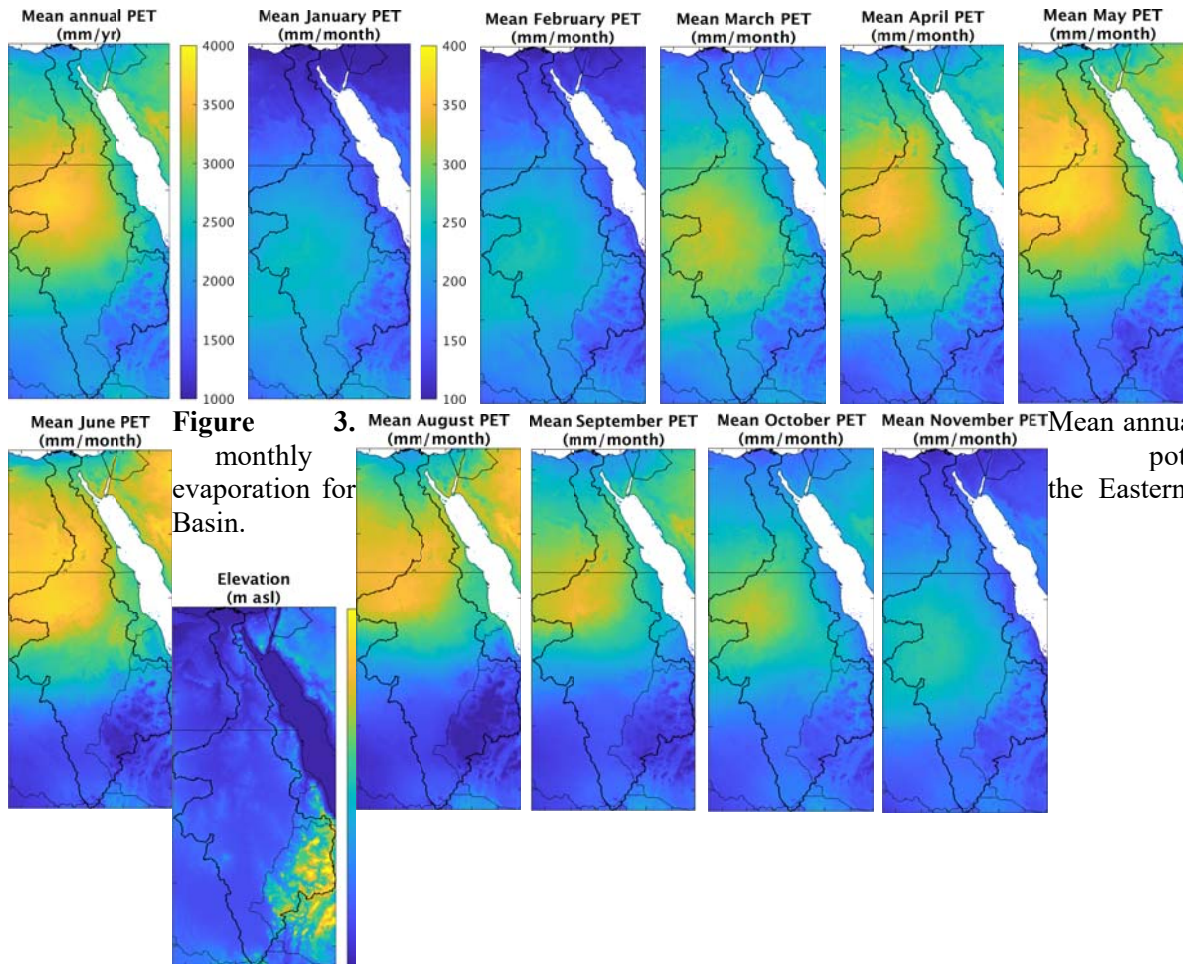 Mean annual PET
(mm/yr)
4000
3500
3000
2500
2000
1500
1000
Mean January PET
(mm/month)
400
350
300
250
200
150
100
Mean February PET
(mm/month)
Mean March PET
(mm/month)
Mean April PET
(mm/month)
Mean May PET
(mm/month)
Mean June PET
(mm/month)
Figure 3.
monthly
evaporation for
Basin.
Mean August PET
(mm/month)
Mean September PET
(mm/month)
Nean October PET
(mm/month)
Mean November PET
(mm/month)
Mean annua
pot
the Eastern
Elevation
(m asl)